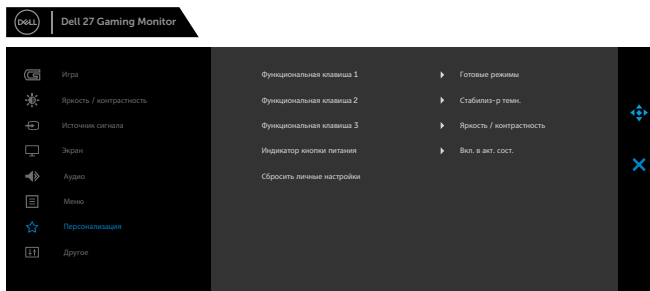 DELL
Dell 27 Gaming Monitor
Игра
Функциональная клавиша 1
Готовые режимы
Яркость / контрастность
Функциональная клавиша 2
Стабилиз-р темн.
Источник сигнала
Функциональная клавиша 3
Яркость / контрастность
Экран
Индикатор кнопки питания
Вкл. в акт. сост.
Аудио
Сбросить личные настройки
Меню
Персонализация
Другое